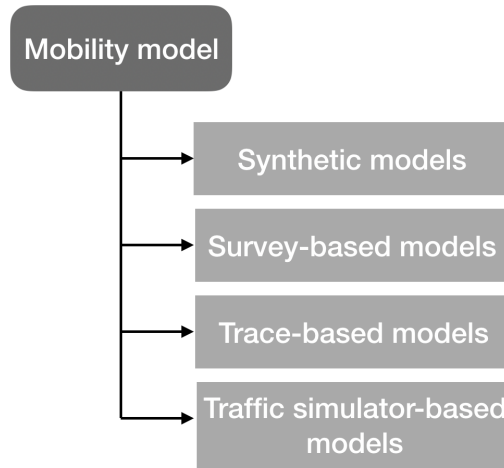 Mobility model
Synthetic models
Survey-based models
Trace-based models
Traffic simulator-based
models